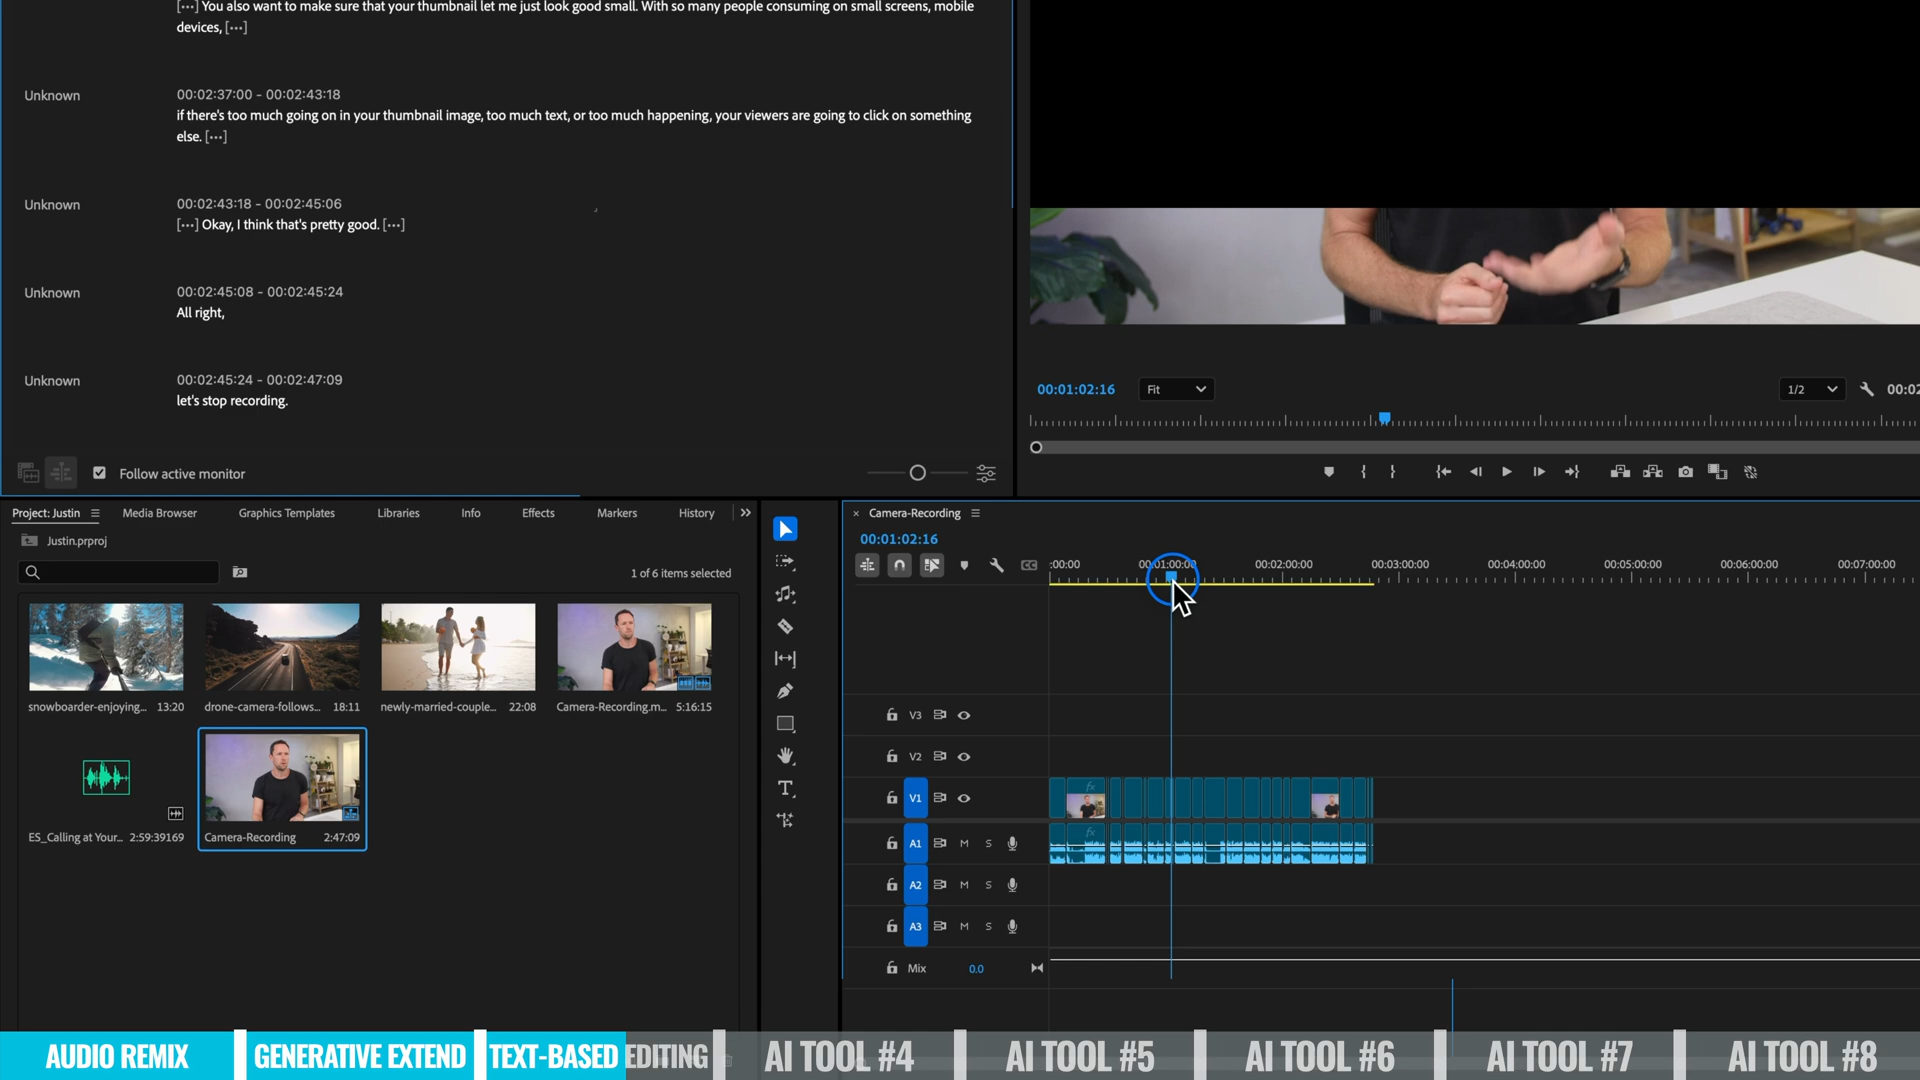 [···] You also want to make sure that your thumbnail let me just look good small. With so many people consuming on small screens, mobile
devices, [···]
Unknown
00:02:37:00 - 00:02:43:18
if there's too much going on in your thumbnail image, too much text, or too much happening, your viewers are going to click on something
else. [···]
Unknown
00:02:43:18 - 00:02:45:06
[···] Okay, I think that's pretty good. [···]
Unknown
00:02:45:08 - 00:02:45:24
All right,
Unknown
00:02:45:24 - 00:02:47:09
let's stop recording.
Follow active monitor
00:01:02:16
Fit
1/2
00:02
Project: Justin
Media Browser
Graphics Templates
Libraries
Info
Effects
Markers
History
Justin.prproj
1 of 6 items selected
snowboarder-enjoying... 13:20
drone-camera-follows... 18:11
newly-married-couple... 22:08
Camera-Recording.m... 5:16:15
ES_Calling at Your... 2:59:39169
Camera-Recording 2:47:09
Camera-Recording
00:01:02:16
:00:00
00:01:00:00
00:02:00:00
00:03:00:00
00:04:00:00
00:05:00:00
00:06:00:00
00:07:00:00
V3
V2
V1
fx
A1 M S
fx
A2 M S
A3 M S
Mix 0.0
AUDIO REMIX
GENERATIVE EXTEND
TEXT-BASED EDITING
AI TOOL #4
AI TOOL #5
AI TOOL #6
AI TOOL #7
AI TOOL #8